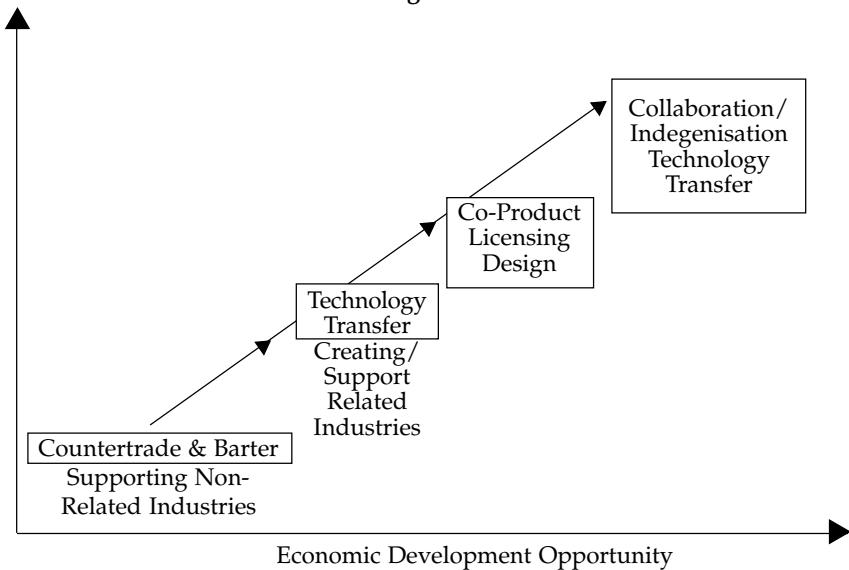 Countertrade & Barter
Supporting Non-
Related Industries
Technology
Transfer
Creating/
Support
Related
Industries
Co-Product
Licensing
Design
Collaboration/
Indegenisation
Technology
Transfer
Economic Development Opportunity